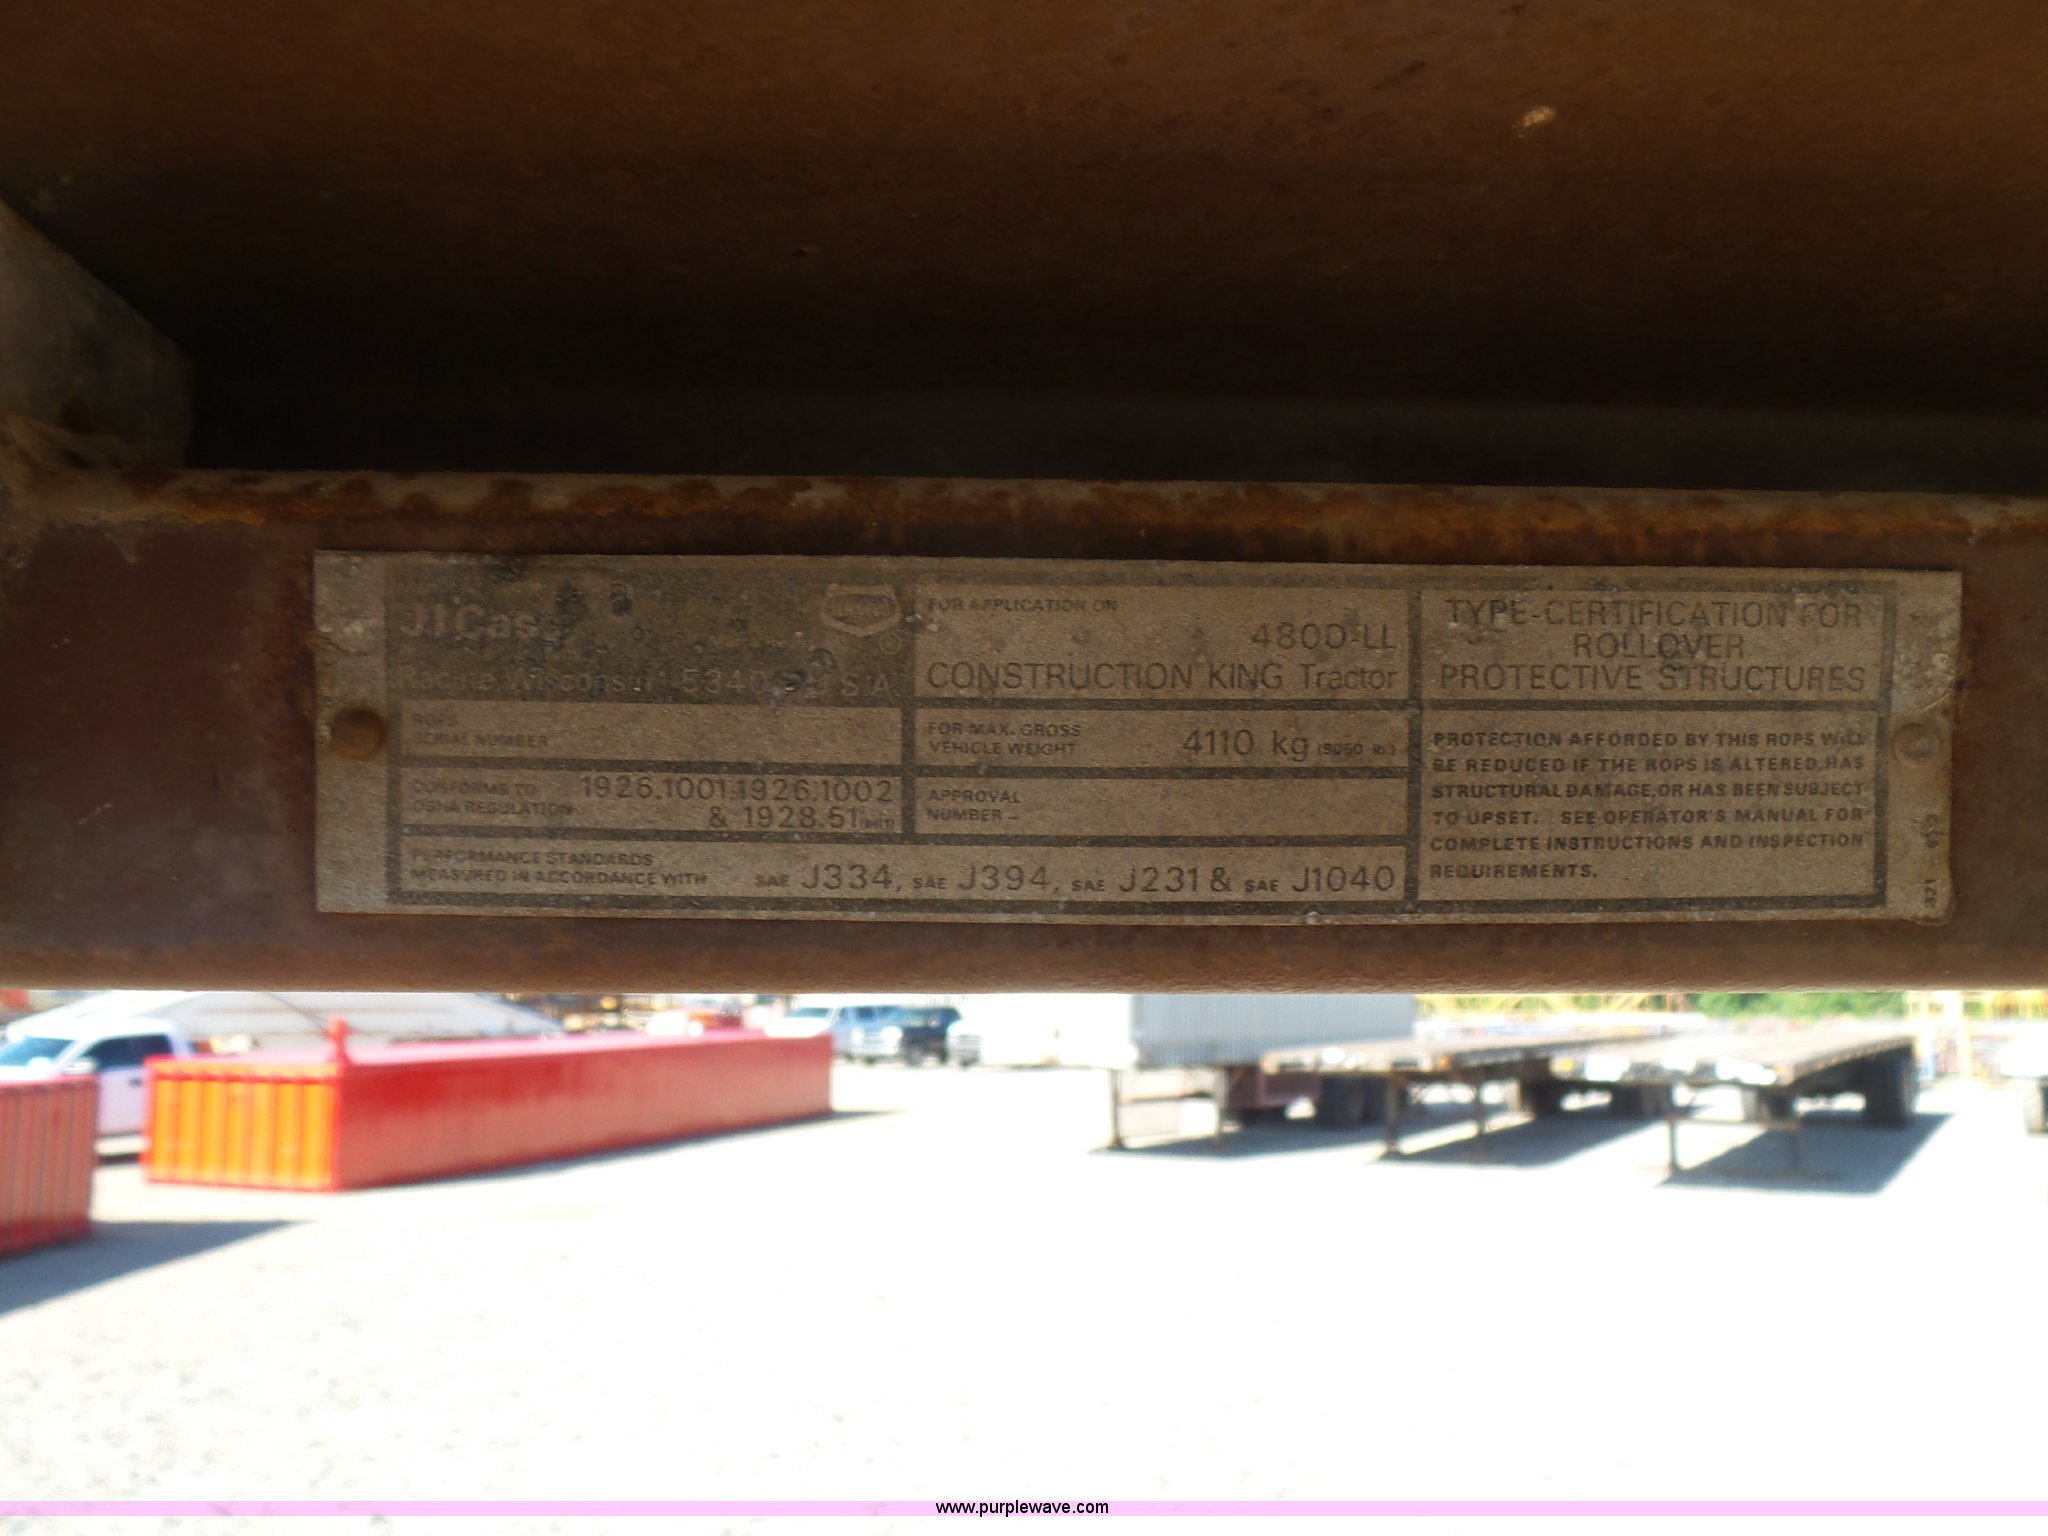 JI Case
Racine Wisconsin 53404 U S A
ROPS
SERIAL NUMBER
CONFORMS TO
OSHA REGULATION
1926.1001, 1926.1002
& 1928.51
PERFORMANCE STANDARDS
MEASURED IN ACCORDANCE WITH
SAE J334, SAE J394, SAE J231 & SAE J1040
FOR APPLICATION ON
480D-LL
CONSTRUCTION KING Tractor
FOR MAX. GROSS
VEHICLE WEIGHT
4110 kg (9060 lb.)
APPROVAL
NUMBER –
TYPE-CERTIFICATION FOR
ROLLOVER
PROTECTIVE STRUCTURES
PROTECTION AFFORDED BY THIS ROPS WILL
BE REDUCED IF THE ROPS IS ALTERED, HAS
STRUCTURAL DAMAGE, OR HAS BEEN SUBJECT
TO UPSET. SEE OPERATOR'S MANUAL FOR
COMPLETE INSTRUCTIONS AND INSPECTION
REQUIREMENTS.
www.purplewave.com